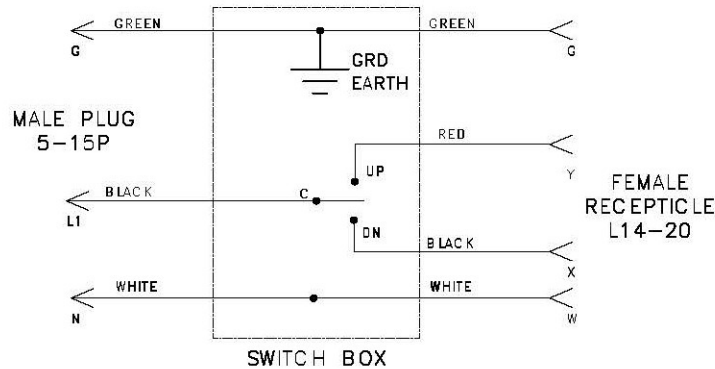 GREEN
GREEN
G
G
GRD
EARTH
MALE PLUG
5-15P
RED
UP
Y
BLACK
C
L1
FEMALE
RECEPTICLE
L14-20
DN
BLACK
X
WHITE
WHITE
N
W
SWITCH BOX